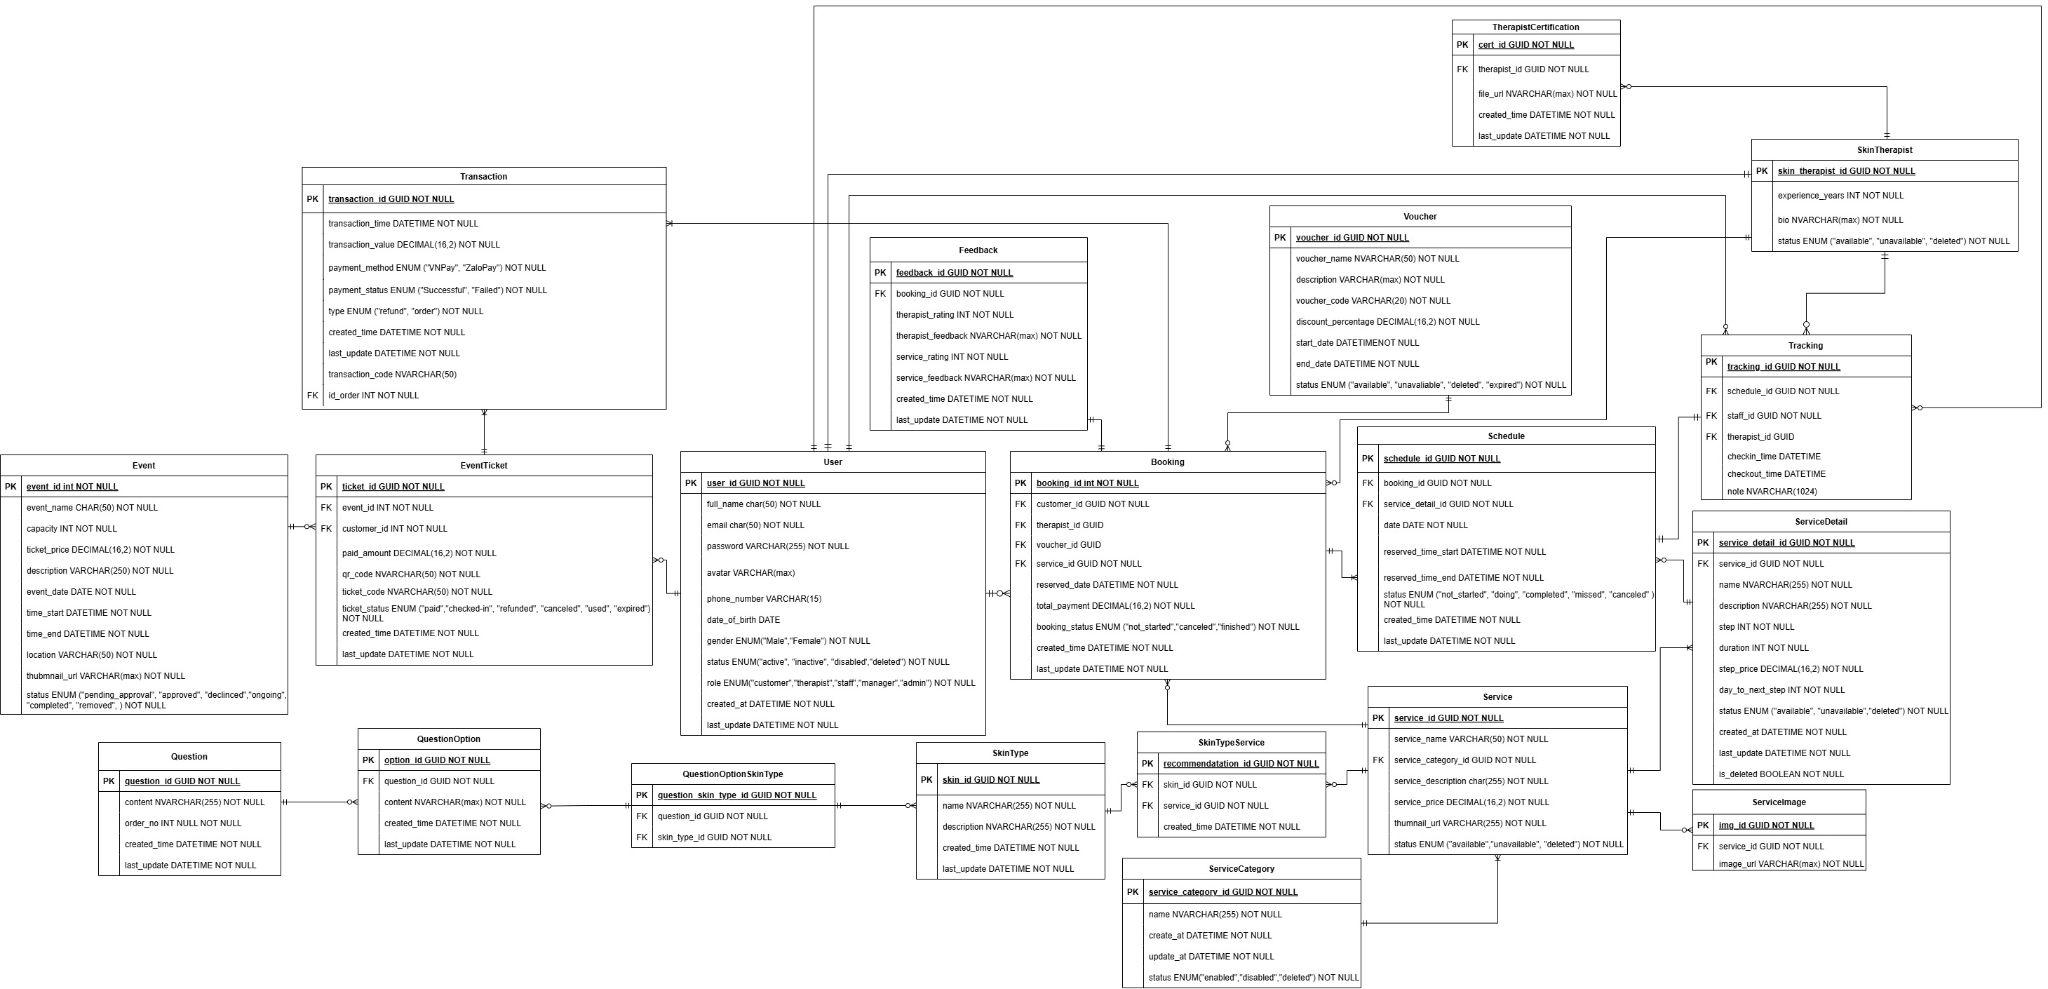 TherapistCertification
PK cert_id GUID NOT NULL
FK therapist_id GUID NOT NULL
file_url NVARCHAR(max) NOT NULL
created_time DATETIME NOT NULL
last_update DATETIME NOT NULL
SkinTherapist
PK skin_therapist_id GUID NOT NULL
experience_years INT NOT NULL
bio NVARCHAR(max) NOT NULL
status ENUM ("available", "unavailable", "deleted") NOT NULL
Transaction
PK transaction_id GUID NOT NULL
transaction_time DATETIME NOT NULL
transaction_value DECIMAL(16,2) NOT NULL
payment_method ENUM ("VNPay", "ZaloPay") NOT NULL
payment_status ENUM ("Successful", "Failed") NOT NULL
type ENUM ("refund", "order") NOT NULL
created_time DATETIME NOT NULL
last_update DATETIME NOT NULL
transaction_code NVARCHAR(50)
FK id_order INT NOT NULL
Feedback
PK feedback_id GUID NOT NULL
FK booking_id GUID NOT NULL
therapist_rating INT NOT NULL
therapist_feedback NVARCHAR(max) NOT NULL
service_rating INT NOT NULL
service_feedback NVARCHAR(max) NOT NULL
created_time DATETIME NOT NULL
last_update DATETIME NOT NULL
Voucher
PK voucher_id GUID NOT NULL
voucher_name NVARCHAR(50) NOT NULL
description VARCHAR(max) NOT NULL
voucher_code VARCHAR(20) NOT NULL
discount_percentage DECIMAL(16,2) NOT NULL
start_date DATETIMENOT NULL
end_date DATETIME NOT NULL
status ENUM ("available", "unavaliable", "deleted", "expired") NOT NULL
Tracking
PK tracking_id GUID NOT NULL
FK schedule_id GUID NOT NULL
FK staff_id GUID NOT NULL
FK therapist_id GUID
checkin_time DATETIME
checkout_time DATETIME
note NVARCHAR(1024)
Event
PK event_id int NOT NULL
event_name CHAR(50) NOT NULL
capacity INT NOT NULL
ticket_price DECIMAL(16,2) NOT NULL
description VARCHAR(250) NOT NULL
event_date DATE NOT NULL
time_start DATETIME NOT NULL
time_end DATETIME NOT NULL
location VARCHAR(50) NOT NULL
thubmnail_url VARCHAR(max) NOT NULL
status ENUM ("pending_approval", "approved", "declinced","ongoing",
"completed", "removed", ) NOT NULL
EventTicket
PK ticket_id GUID NOT NULL
FK event_id INT NOT NULL
FK customer_id INT NOT NULL
paid_amount DECIMAL(16,2) NOT NULL
qr_code NVARCHAR(50) NOT NULL
ticket_code NVARCHAR(50) NOT NULL
ticket_status ENUM ("paid","checked-in", "refunded", "canceled", "used", "expired")
NOT NULL
created_time DATETIME NOT NULL
last_update DATETIME NOT NULL
User
PK user_id GUID NOT NULL
full_name char(50) NOT NULL
email char(50) NOT NULL
password VARCHAR(255) NOT NULL
avatar VARCHAR(max)
phone_number VARCHAR(15)
date_of_birth DATE
gender ENUM("Male","Female") NOT NULL
status ENUM("active", "inactive", "disabled","deleted") NOT NULL
role ENUM("customer","therapist","staff","manager","admin") NOT NULL
created_at DATETIME NOT NULL
last_update DATETIME NOT NULL
Booking
PK booking_id int NOT NULL
FK customer_id GUID NOT NULL
FK therapist_id GUID
FK voucher_id GUID
FK service_id GUID NOT NULL
reserved_date DATETIME NOT NULL
total_payment DECIMAL(16,2) NOT NULL
booking_status ENUM ("not_started","canceled","finished") NOT NULL
created_time DATETIME NOT NULL
last_update DATETIME NOT NULL
Schedule
PK schedule_id GUID NOT NULL
FK booking_id GUID NOT NULL
FK service_detail_id GUID NOT NULL
date DATE NOT NULL
reserved_time_start DATETIME NOT NULL
reserved_time_end DATETIME NOT NULL
status ENUM ("not_started", "doing", "completed", "missed", "canceled" )
NOT NULL
created_time DATETIME NOT NULL
last_update DATETIME NOT NULL
ServiceDetail
PK service_detail_id GUID NOT NULL
FK service_id GUID NOT NULL
name NVARCHAR(255) NOT NULL
description NVARCHAR(255) NOT NULL
step INT NOT NULL
duration INT NOT NULL
step_price DECIMAL(16,2) NOT NULL
day_to_next_step INT NOT NULL
status ENUM ("available", "unavailable","deleted") NOT NULL
created_at DATETIME NOT NULL
last_update DATETIME NOT NULL
is_deleted BOOLEAN NOT NULL
Question
PK question_id GUID NOT NULL
content NVARCHAR(255) NOT NULL
order_no INT NULL NOT NULL
created_time DATETIME NOT NULL
last_update DATETIME NOT NULL
QuestionOption
PK option_id GUID NOT NULL
FK question_id GUID NOT NULL
content NVARCHAR(max) NOT NULL
created_time DATETIME NOT NULL
last_update DATETIME NOT NULL
QuestionOptionSkinType
PK question_skin_type_id GUID NOT NULL
FK question_id GUID NOT NULL
FK skin_type_id GUID NOT NULL
SkinType
PK skin_id GUID NOT NULL
name NVARCHAR(255) NOT NULL
description NVARCHAR(255) NOT NULL
created_time DATETIME NOT NULL
last_update DATETIME NOT NULL
SkinTypeService
PK recommendatation_id GUID NOT NULL
FK skin_id GUID NOT NULL
FK service_id GUID NOT NULL
created_time DATETIME NOT NULL
Service
PK service_id GUID NOT NULL
service_name VARCHAR(50) NOT NULL
FK service_category_id GUID NOT NULL
service_description char(255) NOT NULL
service_price DECIMAL(16,2) NOT NULL
thumnail_url VARCHAR(255) NOT NULL
status ENUM ("available","unavailable", "deleted") NOT NULL
ServiceImage
PK img_id GUID NOT NULL
FK service_id GUID NOT NULL
image_url VARCHAR(max) NOT NULL
ServiceCategory
PK service_category_id GUID NOT NULL
name NVARCHAR(255) NOT NULL
create_at DATETIME NOT NULL
update_at DATETIME NOT NULL
status ENUM("enabled","disabled","deleted") NOT NULL